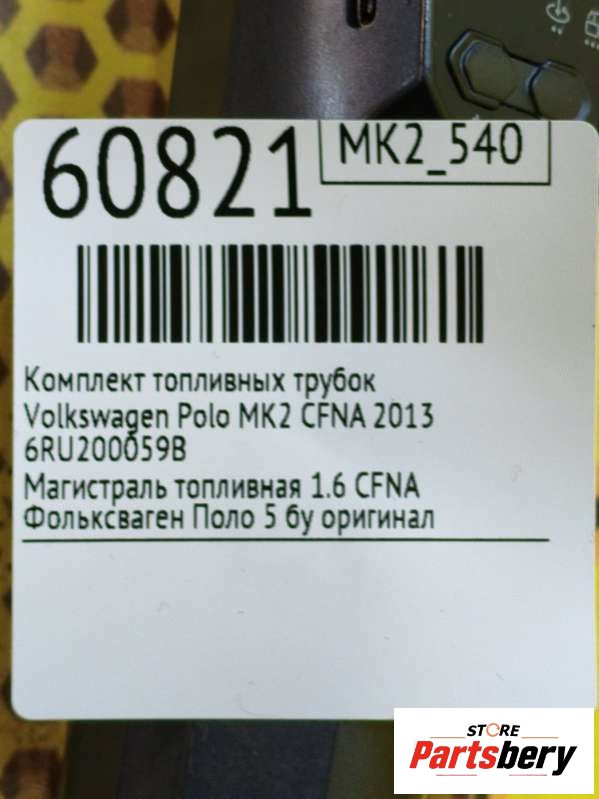 60821
MK2_540
Комплект топливных трубок
Volkswagen Polo MK2 CFNA 2013
6RU200059B
Магистраль топливная 1.6 CFNA
Фольксваген Поло 5 бу оригинал
STORE
Partsbery